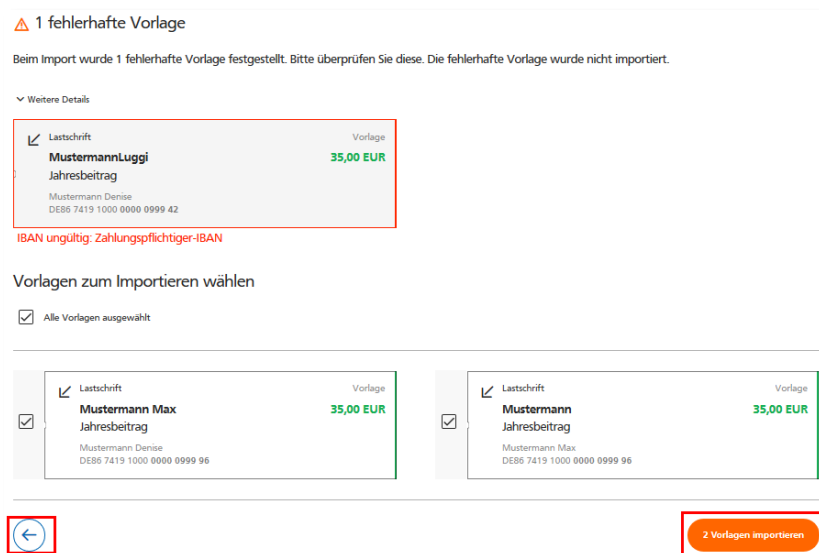 1 fehlerhafte Vorlage
Beim Import wurde 1 fehlerhafte Vorlage festgestellt. Bitte überprüfen Sie diese. Die fehlerhafte Vorlage wurde nicht importiert.
Weitere Details
Lastschrift Vorlage
MustermannLuggi 35,00 EUR
Jahresbeitrag
Mustermann Denise
DE86 7419 1000 0000 0999 42
IBAN ungültig: Zahlungspflichtiger-IBAN
Vorlagen zum Importieren wählen
Alle Vorlagen ausgewählt
Lastschrift Vorlage
Mustermann Max 35,00 EUR
Jahresbeitrag
Mustermann Denise
DE86 7419 1000 0000 0999 96
Lastschrift Vorlage
Mustermann 35,00 EUR
Jahresbeitrag
Mustermann Max
DE86 7419 1000 0000 0999 96
2 Vorlagen importieren